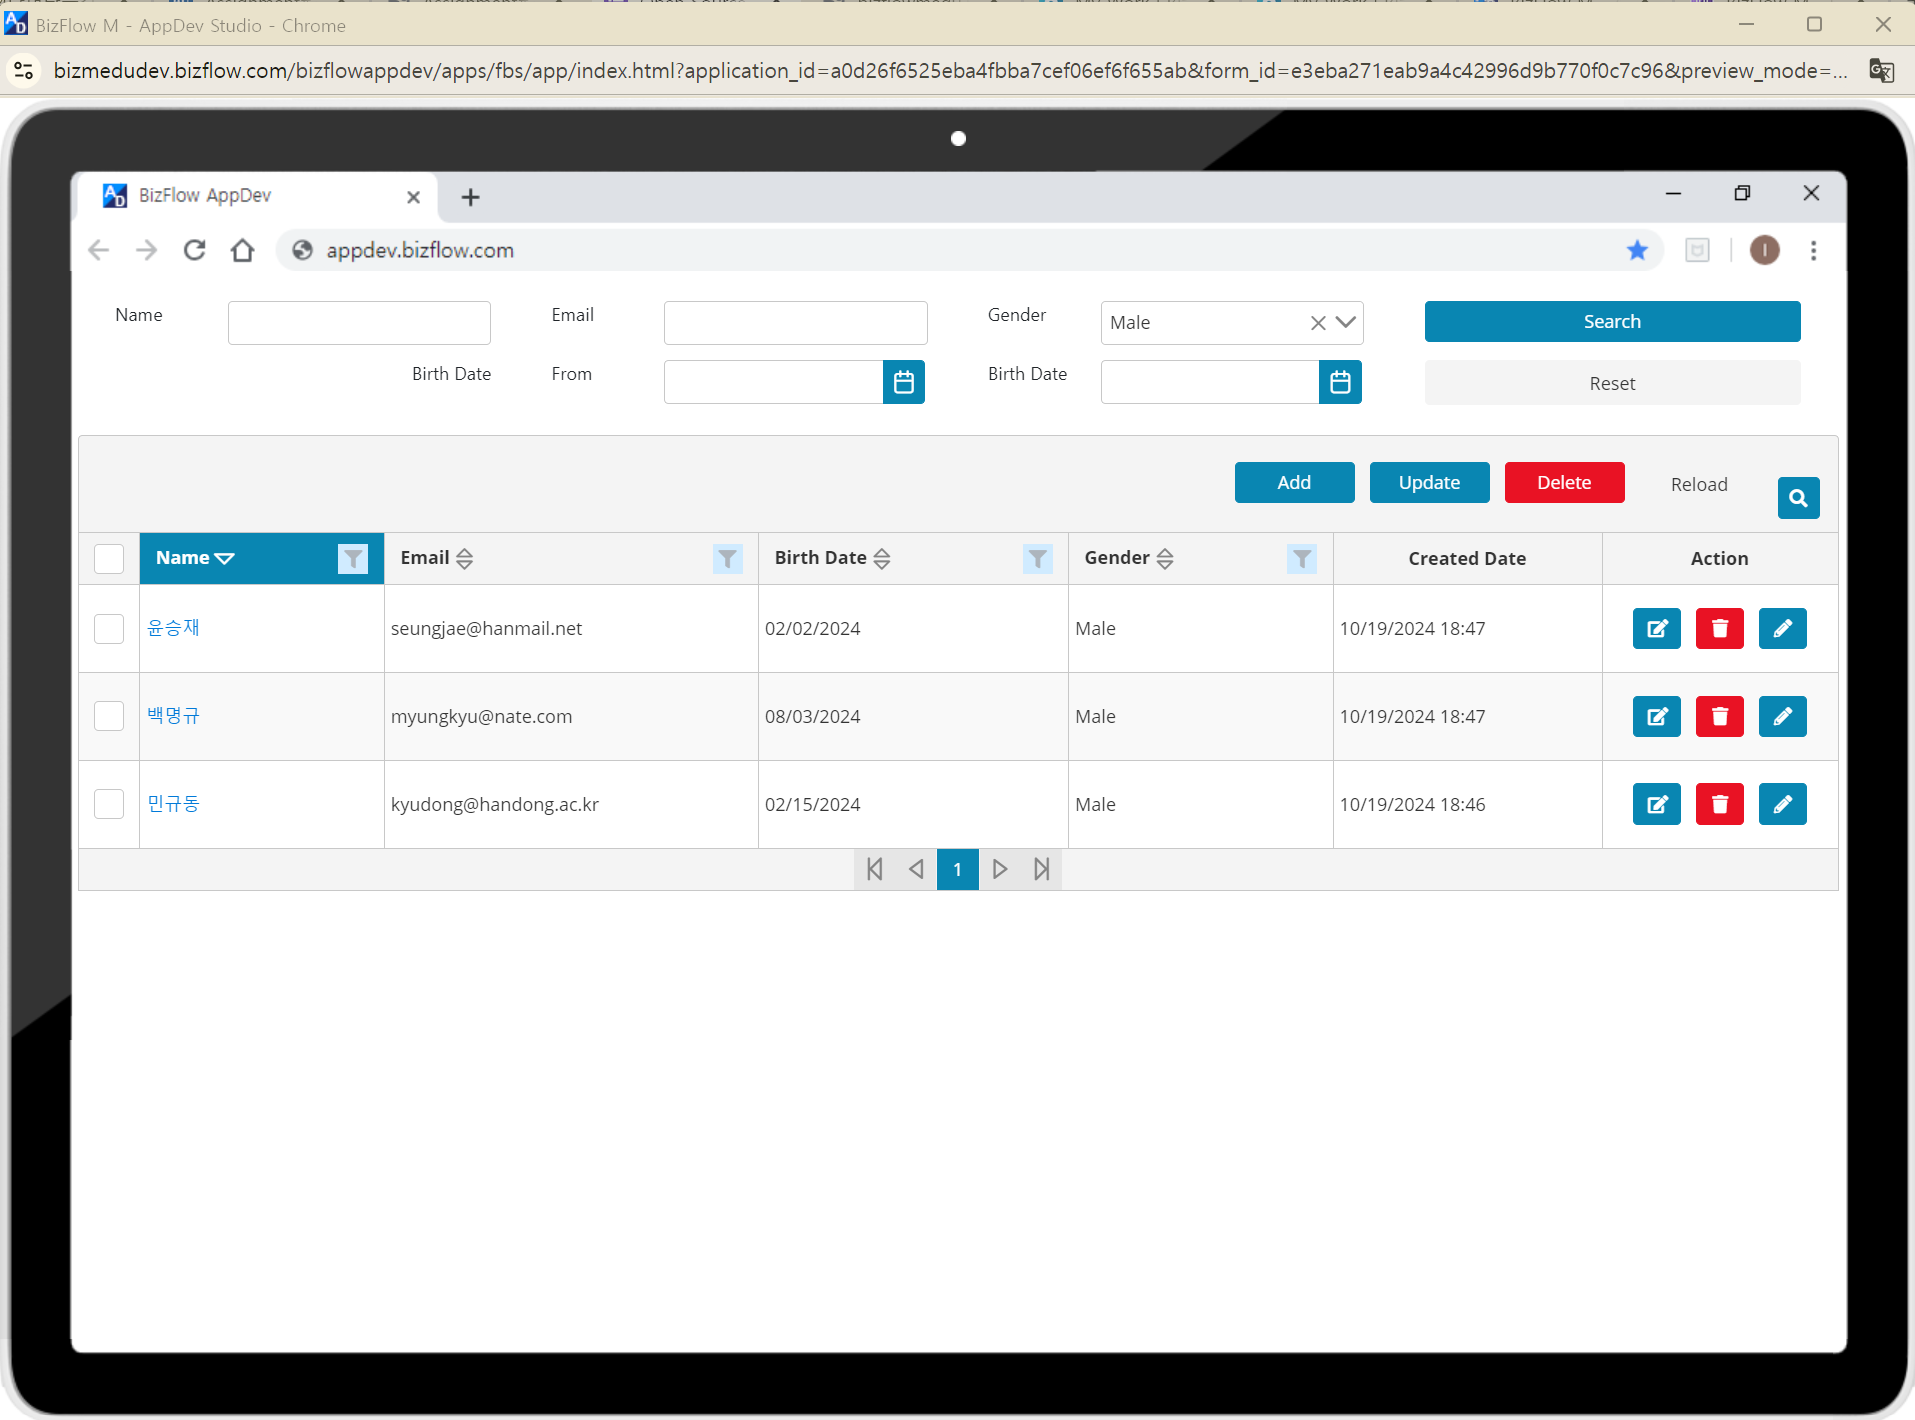 BizFlow M - AppDev Studio - Chrome
bizmedudev.bizflow.com/bizflowappdev/apps/fbs/app/index.html?application_id=a0d26f6525eba4fbba7cef06ef6f655ab&form_id=e3eba271eab9a4c42996d9b770f0c7c96&preview_mode=...
BizFlow AppDev
appdev.bizflow.com
I
Name Email Gender Male Search
Birth Date From Birth Date Reset
Add Update Delete Reload
Name Email Birth Date Gender Created Date Action
윤승재 seungjae@hanmail.net 02/02/2024 Male 10/19/2024 18:47
백명규 myungkyu@nate.com 08/03/2024 Male 10/19/2024 18:47
민규동 kyudong@handong.ac.kr 02/15/2024 Male 10/19/2024 18:46
1